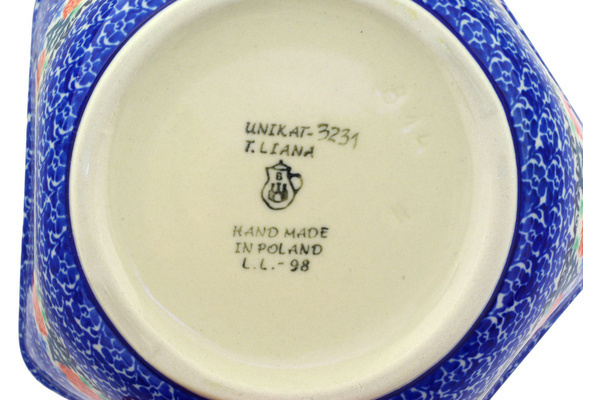 UNIKAT-3231
T. LIANA
B
HAND MADE
IN POLAND
L.L.-98